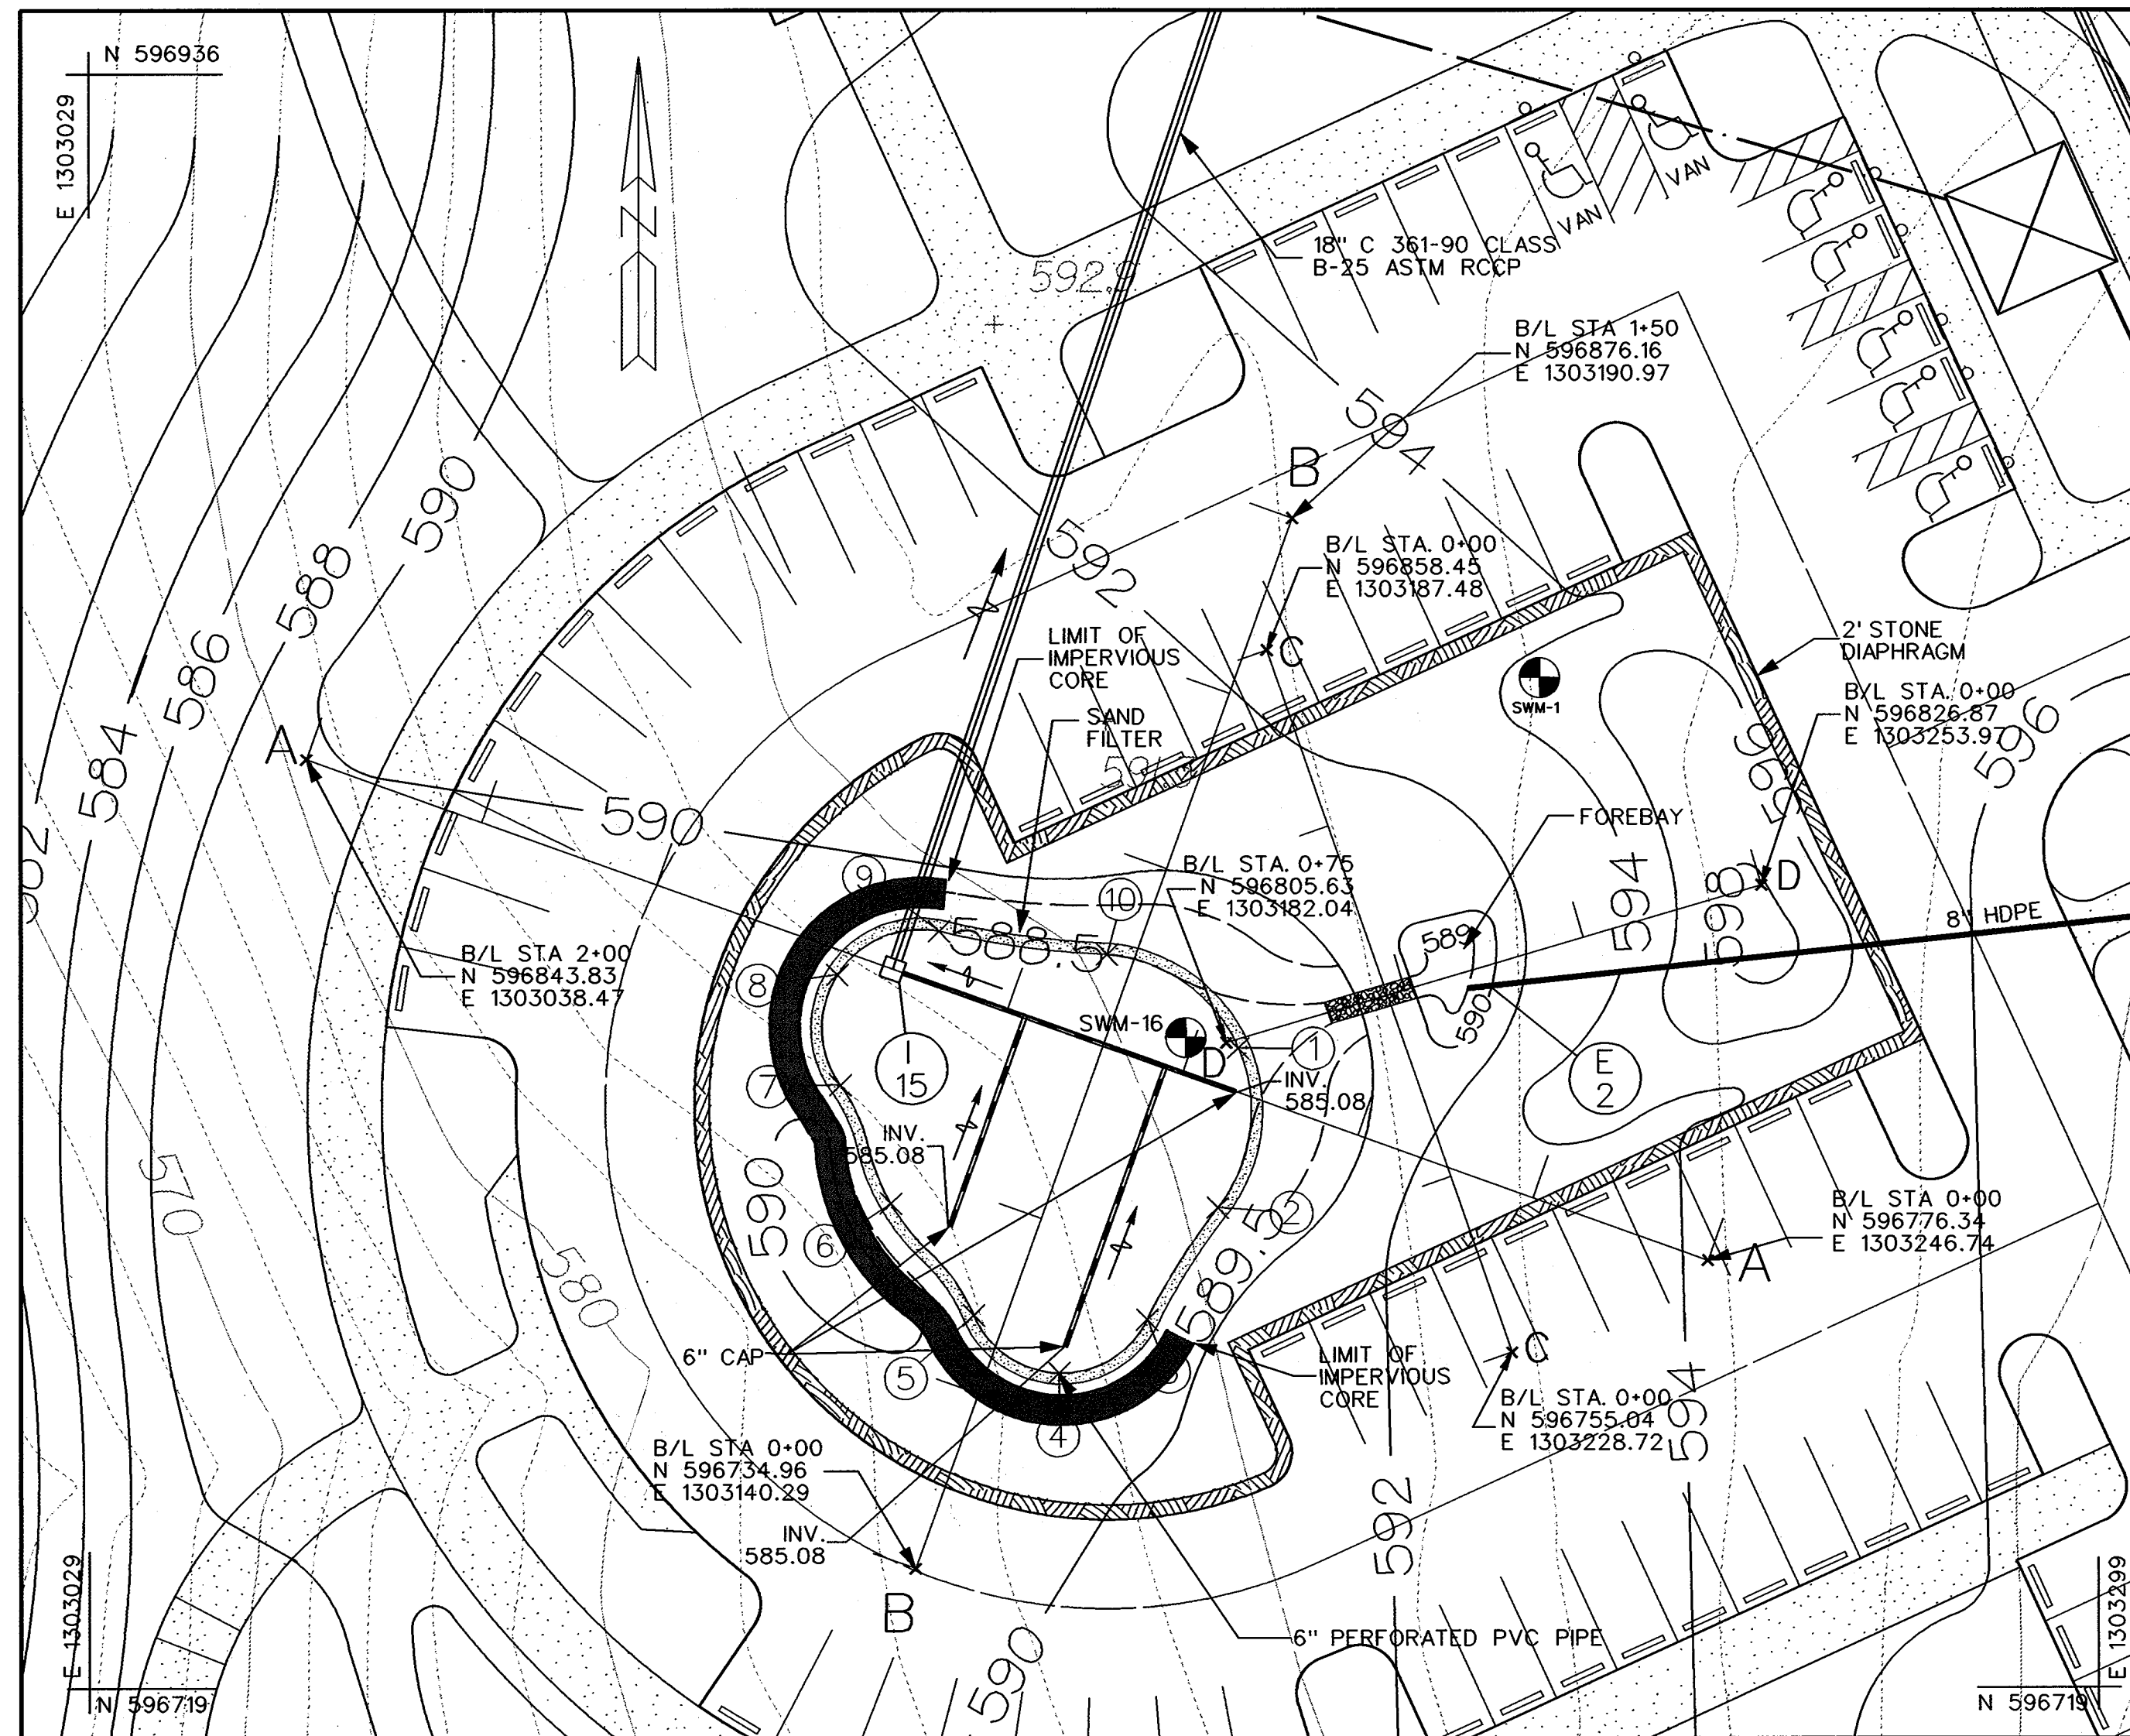 N 596936
E 1303029
592.9
18" C 361-90 CLASS
B-25 ASTM RCCP
VAN
VAN
B/L STA 1+50
N 596876.16
E 1303190.97
594
B
B/L STA. 0+00
N 596858.45
E 1303187.48
C
592
590
588
586
584
LIMIT OF
IMPERVIOUS
CORE
SAND
FILTER
SWM-1
2' STONE
DIAPHRAGM
B/L STA. 0+00
N 596826.87
E 1303253.97
596
596
A
590
FOREBAY
594
598
D
8" HDPE
B/L STA. 0+75
N 596805.63
E 1303182.04
9
10
588.5
589
590
B/L STA 2+00
N 596843.83
E 1303038.47
8
SWM-16
D
1
I
15
E
2
INV.
585.08
7
INV.
585.08
570
590
6
2
589.5
580
B/L STA 0+00
N 596776.34
E 1303246.74
A
6" CAP
5
3
4
LIMIT OF
IMPERVIOUS
CORE
C
B/L STA. 0+00
N 596755.04
E 1303228.72
594
592
B/L STA 0+00
N 596734.96
E 1303140.29
INV.
585.08
B
590
6" PERFORATED PVC PIPE
E 1303029
N 596719
E 1303299
N 596719